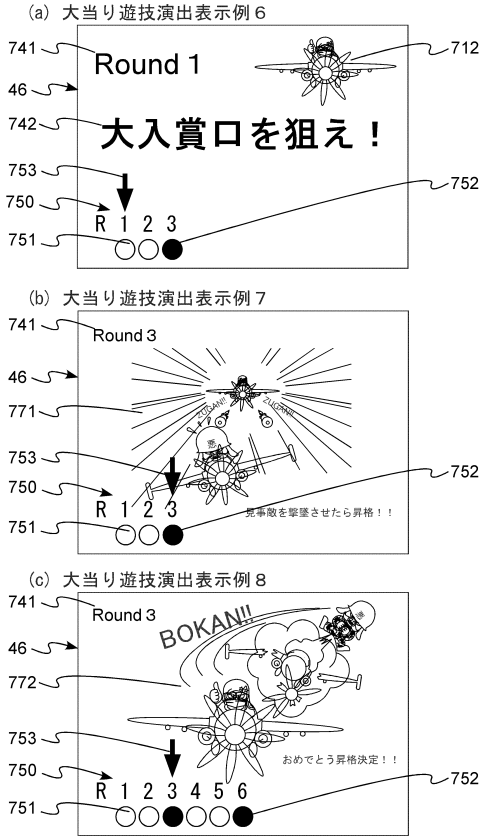 (a) 大当り遊技演出表示例６
741
Round 1
712
46
742
大入賞口を狙え！
753
752
750
R 1 2 3
751
(b) 大当り遊技演出表示例７
741
Round 3
46
771
ZUGAN!!
ZUGAN!!
悪
753
752
750
R 1 2 3
見事敵を撃墜させたら昇格！！
751
(c) 大当り遊技演出表示例８
741
Round 3
BOKAN!!
悪
46
772
753
おめでとう昇格決定！！
750
752
R 1 2 3 4 5 6
751